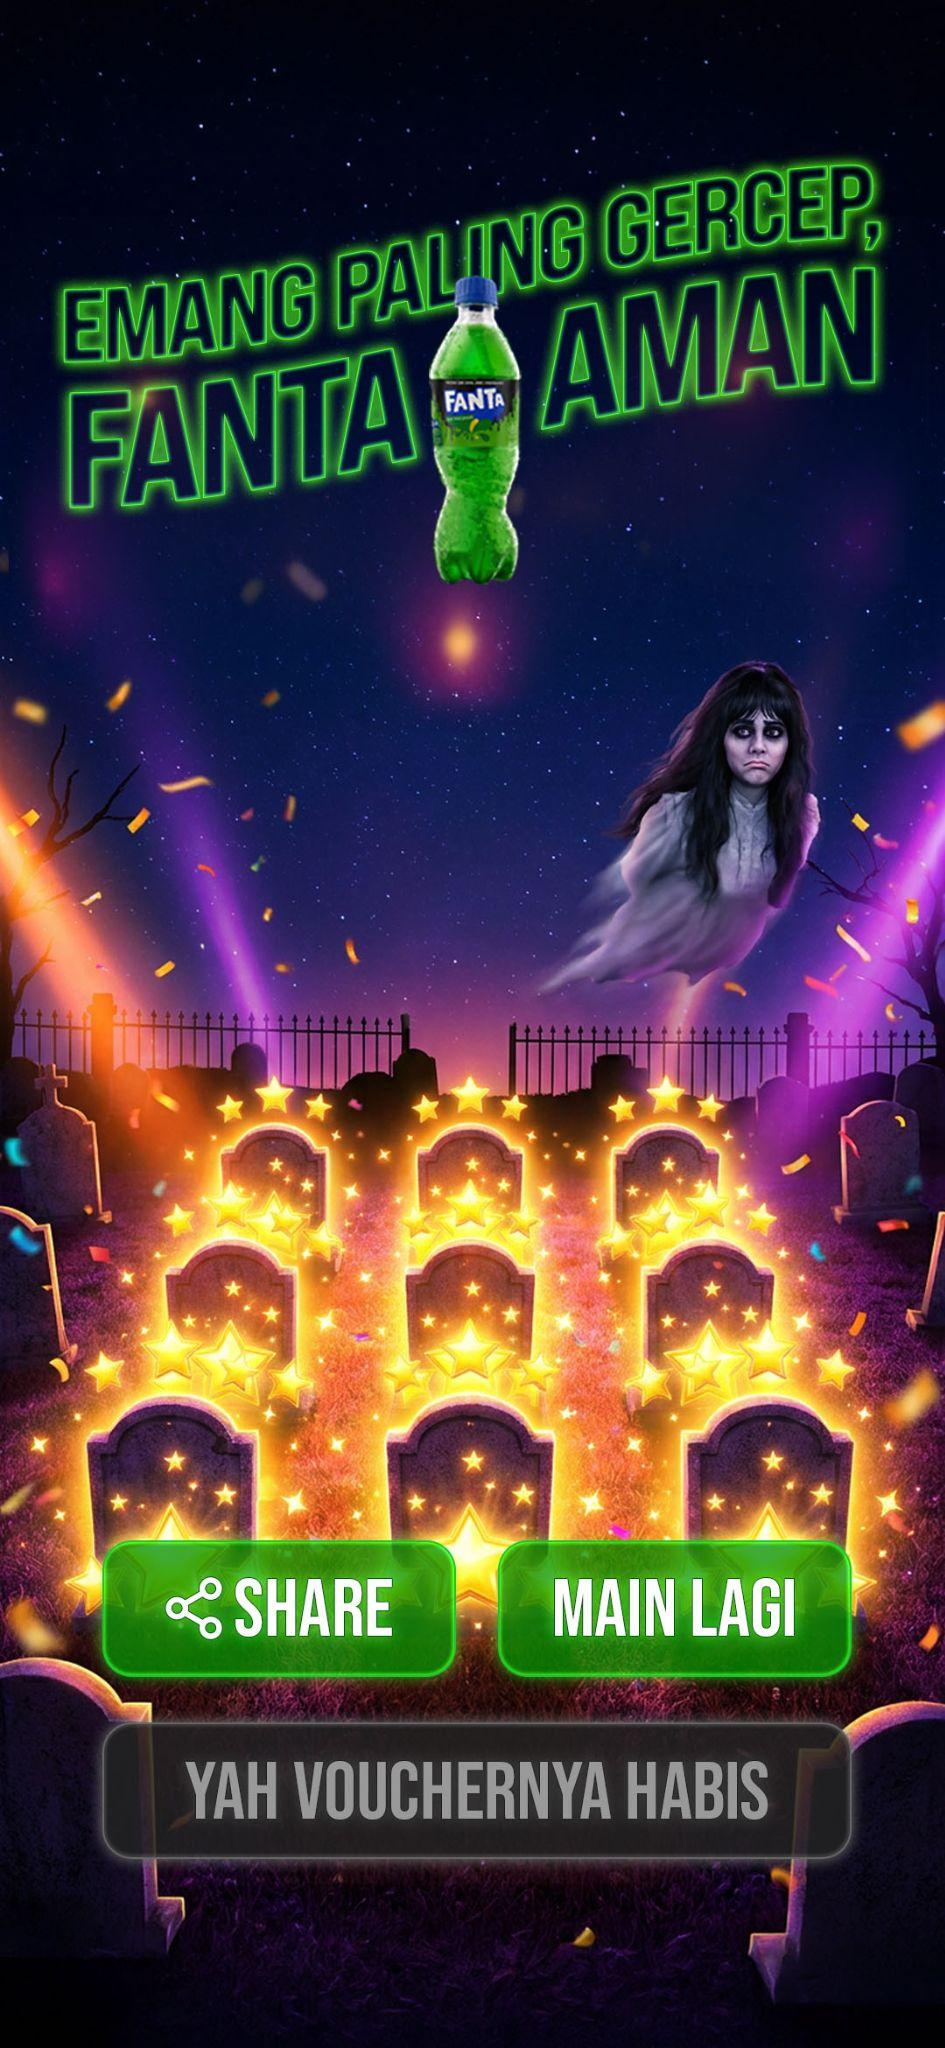 EMANG PALING GERCEP,
FANTA AMAN
FANTA
SHARE
MAIN LAGI
YAH VOUCHERNYA HABIS